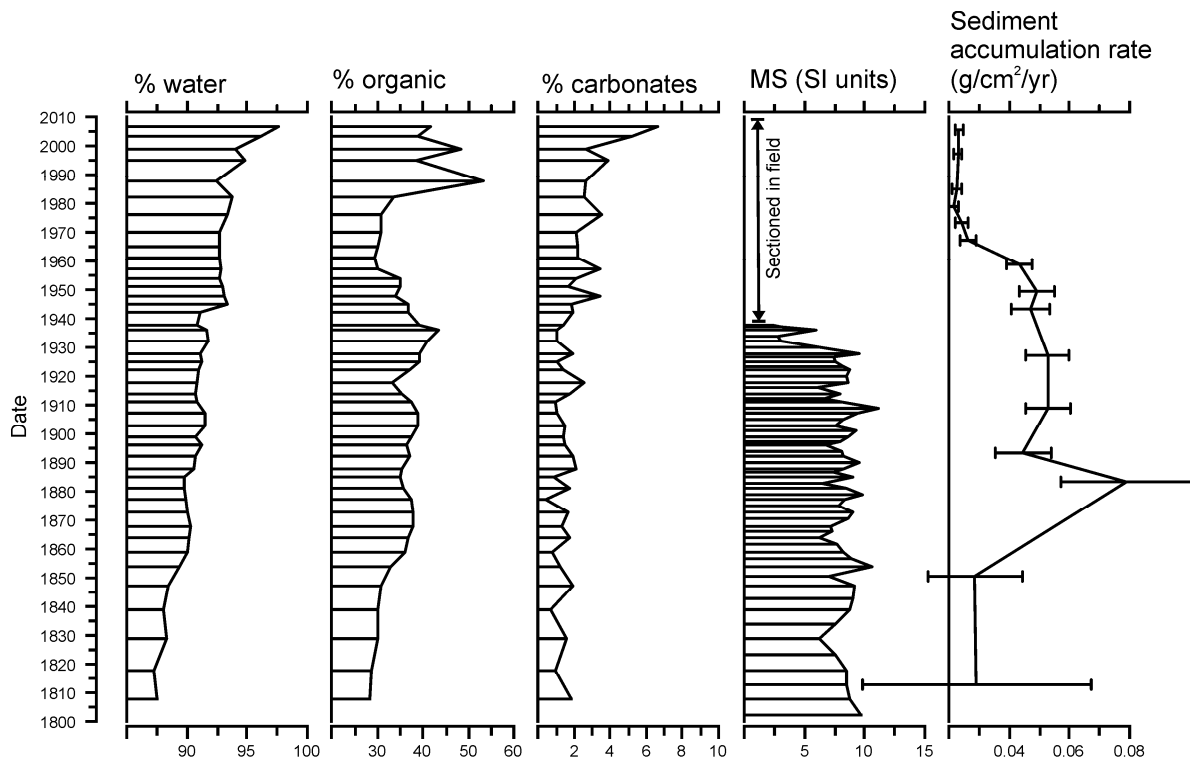 Sediment
accumulation rate
(g/cm²/yr)
% water
% organic
% carbonates
MS (SI units)
2010
2000
1990
1980
1970
1960
1950
1940
1930
1920
1910
1900
1890
1880
1870
1860
1850
1840
1830
1820
1810
1800
Date
Sectioned in field
90 95 100
30 40 50 60
2 4 6 8 10
5 10 15
0.04 0.06 0.08